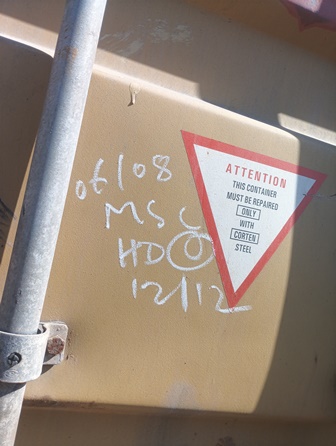 06/08
MSC
HD
12/12
ATTENTION
THIS CONTAINER
MUST BE REPAIRED
ONLY
WITH
CORTEN
STEEL